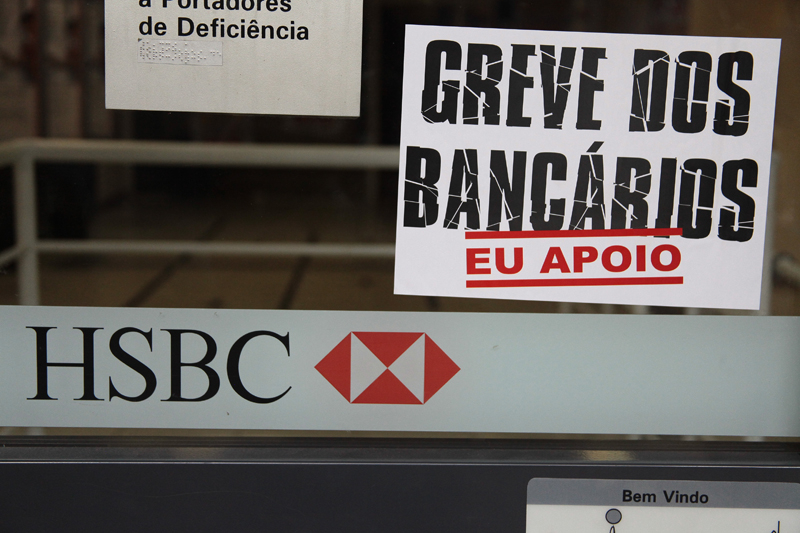 a Portadores
de Deficiência
GREVE DOS
BANCÁRIOS
EU APOIO
HSBC
Bem Vindo